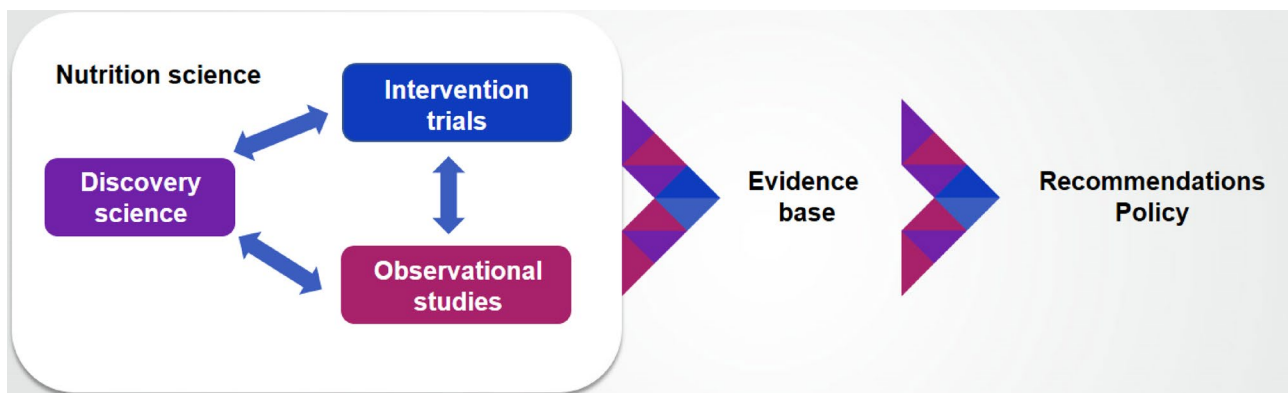 Nutrition science
Intervention
trials
Discovery
science
Observational
studies
Evidence
base
Recommendations
Policy